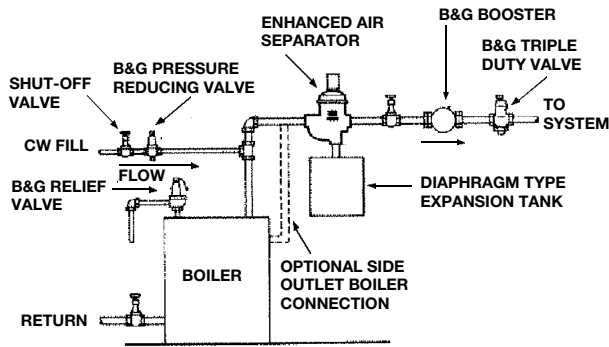 ENHANCED AIR
SEPARATOR
B&G BOOSTER
B&G TRIPLE
DUTY VALVE
SHUT-OFF
VALVE
B&G PRESSURE
REDUCING VALVE
TO
SYSTEM
CW FILL
FLOW
B&G RELIEF
VALVE
DIAPHRAGM TYPE
EXPANSION TANK
BOILER
OPTIONAL SIDE
OUTLET BOILER
CONNECTION
RETURN